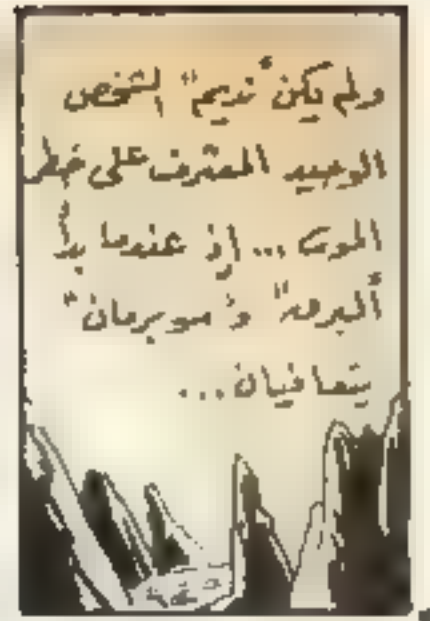 ولم يكن "نديم" الشخص
الوحيد المشرف على خطر
الموت ... إذ عندما بدأ
"البرق" و"سوبرمان"
يتعافيان ...